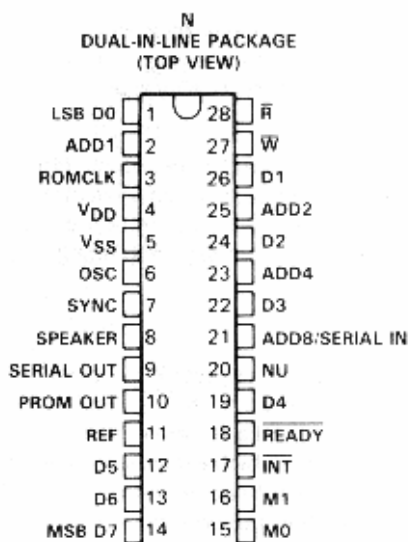 N
DUAL-IN-LINE PACKAGE
(TOP VIEW)
LSB D0 1 28 R̅
ADD1 2 27 W̅
ROMCLK 3 26 D1
VDD 4 25 ADD2
VSS 5 24 D2
OSC 6 23 ADD4
SYNC 7 22 D3
SPEAKER 8 21 ADD8/SERIAL IN
SERIAL OUT 9 20 NU
PROM OUT 10 19 D4
REF 11 18 R̅E̅A̅D̅Y̅
D5 12 17 I̅N̅T̅
D6 13 16 M1
MSB D7 14 15 M0